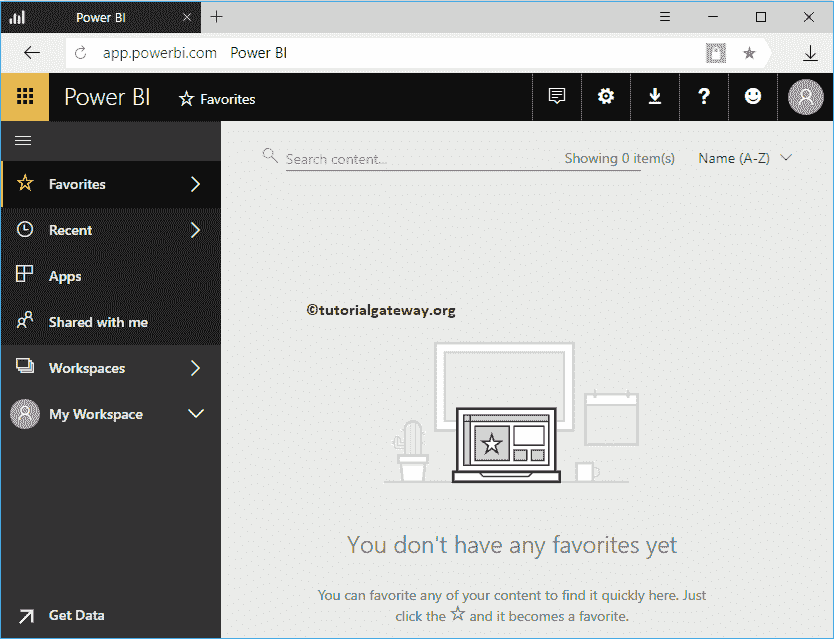 Power BI
app.powerbi.com Power BI
Power BI Favorites
Search content... Showing 0 item(s) Name (A-Z)
Favorites
Recent
Apps
Shared with me
Workspaces
My Workspace
Get Data
©tutorialgateway.org
You don't have any favorites yet
You can favorite any of your content to find it quickly here. Just
click the ☆ and it becomes a favorite.